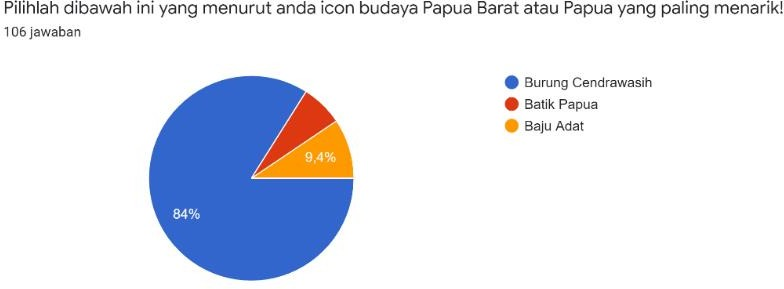 Pilihlah dibawah ini yang menurut anda icon budaya Papua Barat atau Papua yang paling menarik!
106 jawaban
Burung Cendrawasih
Batik Papua
Baju Adat
9,4%
84%